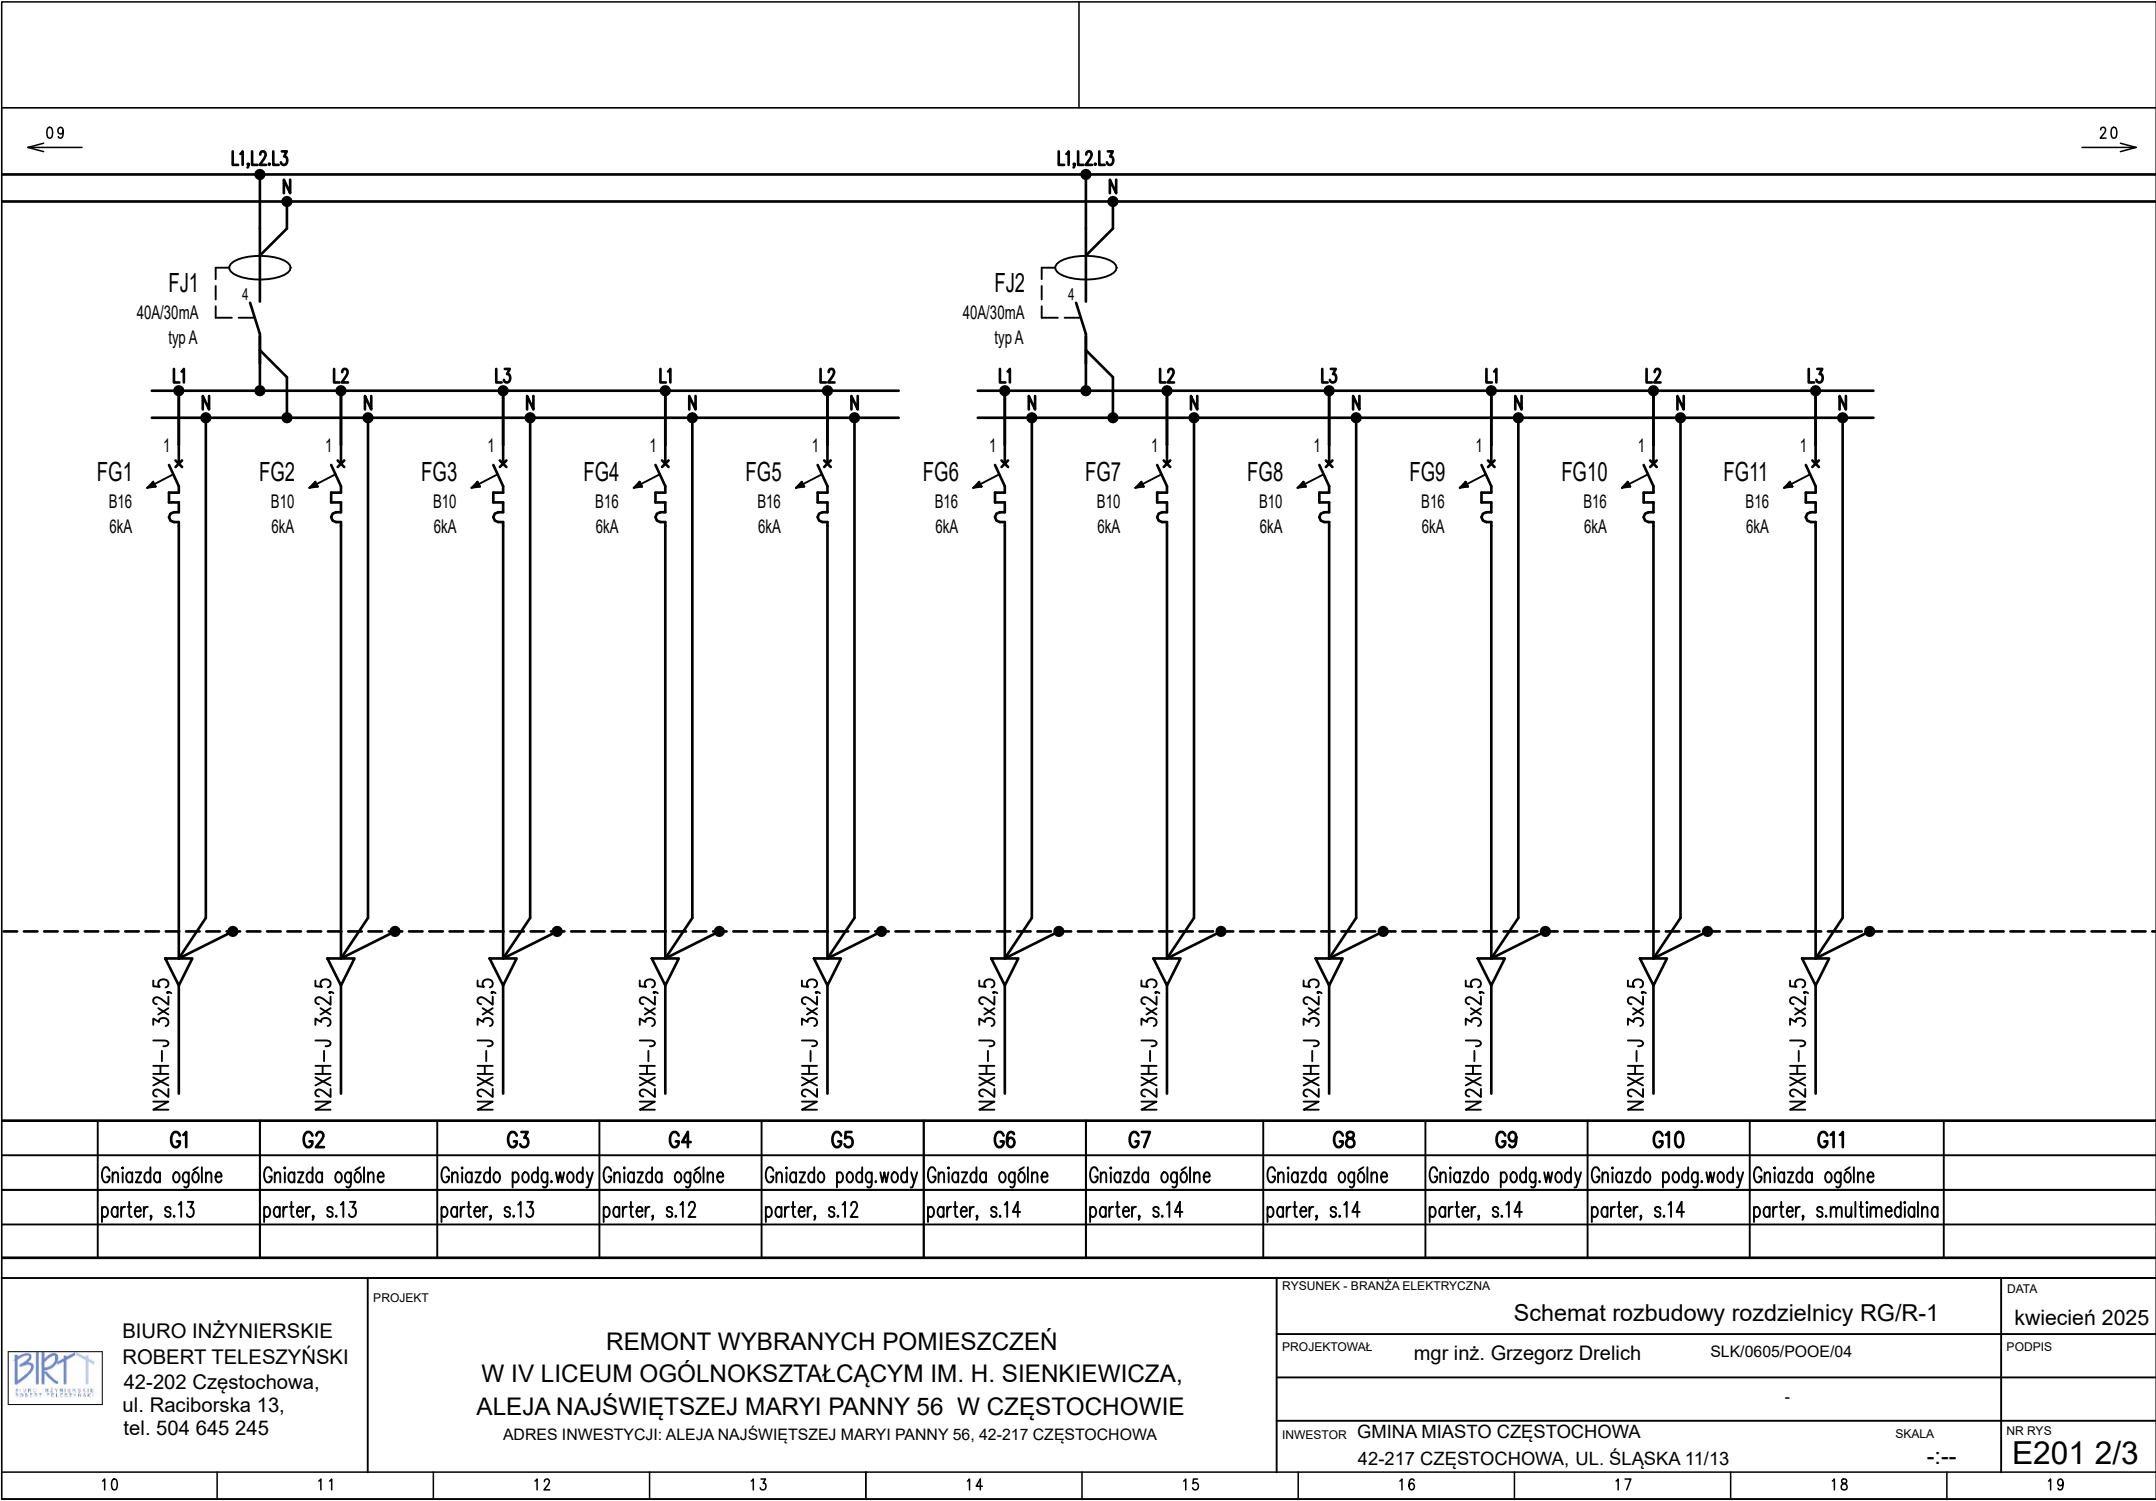 09
20
L1,L2.L3
L1,L2.L3
N
N
FJ1
4
40A/30mA
typ A
FJ2
4
40A/30mA
typ A
L1 L2 L3 L1 L2 L1 L2 L3 L1 L2 L3
N N N N N N N N N N N
1 1 1 1 1 1 1 1 1 1 1
FG1 FG2 FG3 FG4 FG5 FG6 FG7 FG8 FG9 FG10 FG11
B16 B10 B10 B16 B16 B16 B10 B10 B16 B16 B16
6kA 6kA 6kA 6kA 6kA 6kA 6kA 6kA 6kA 6kA 6kA
N2XH-J 3x2,5
N2XH-J 3x2,5
N2XH-J 3x2,5
N2XH-J 3x2,5
N2XH-J 3x2,5
N2XH-J 3x2,5
N2XH-J 3x2,5
N2XH-J 3x2,5
N2XH-J 3x2,5
N2XH-J 3x2,5
N2XH-J 3x2,5
G1 G2 G3 G4 G5 G6 G7 G8 G9 G10 G11
Gniazda ogólne Gniazda ogólne Gniazdo podg.wody Gniazda ogólne Gniazdo podg.wody Gniazda ogólne Gniazda ogólne Gniazda ogólne Gniazdo podg.wody Gniazdo podg.wody Gniazda ogólne
parter, s.13 parter, s.13 parter, s.13 parter, s.12 parter, s.12 parter, s.14 parter, s.14 parter, s.14 parter, s.14 parter, s.14 parter, s.multimedialna
BIRT
BIURO INŻYNIERSKIE
ROBERT TELESZYŃSKI
BIURO INŻYNIERSKIE
ROBERT TELESZYŃSKI
42-202 Częstochowa,
ul. Raciborska 13,
tel. 504 645 245
PROJEKT
REMONT WYBRANYCH POMIESZCZEŃ
W IV LICEUM OGÓLNOKSZTAŁCĄCYM IM. H. SIENKIEWICZA,
ALEJA NAJŚWIĘTSZEJ MARYI PANNY 56 W CZĘSTOCHOWIE
ADRES INWESTYCJI: ALEJA NAJŚWIĘTSZEJ MARYI PANNY 56, 42-217 CZĘSTOCHOWA
RYSUNEK - BRANŻA ELEKTRYCZNA
Schemat rozbudowy rozdzielnicy RG/R-1
DATA
kwiecień 2025
PROJEKTOWAŁ mgr inż. Grzegorz Drelich SLK/0605/POOE/04
PODPIS
-
INWESTOR GMINA MIASTO CZĘSTOCHOWA
42-217 CZĘSTOCHOWA, UL. ŚLĄSKA 11/13
SKALA
-:--
NR RYS
E201 2/3
10 11 12 13 14 15 16 17 18 19